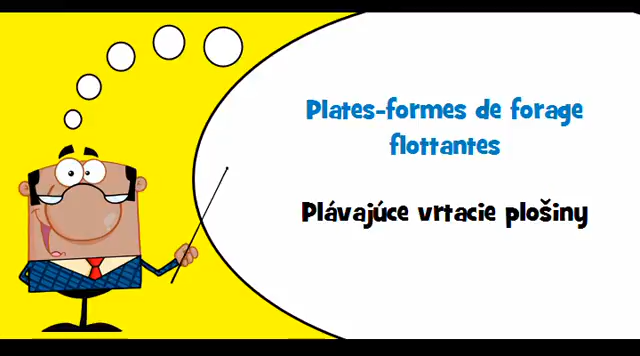 Plates-formes de forage
flottantes
Plávajúce vrtacie plošiny